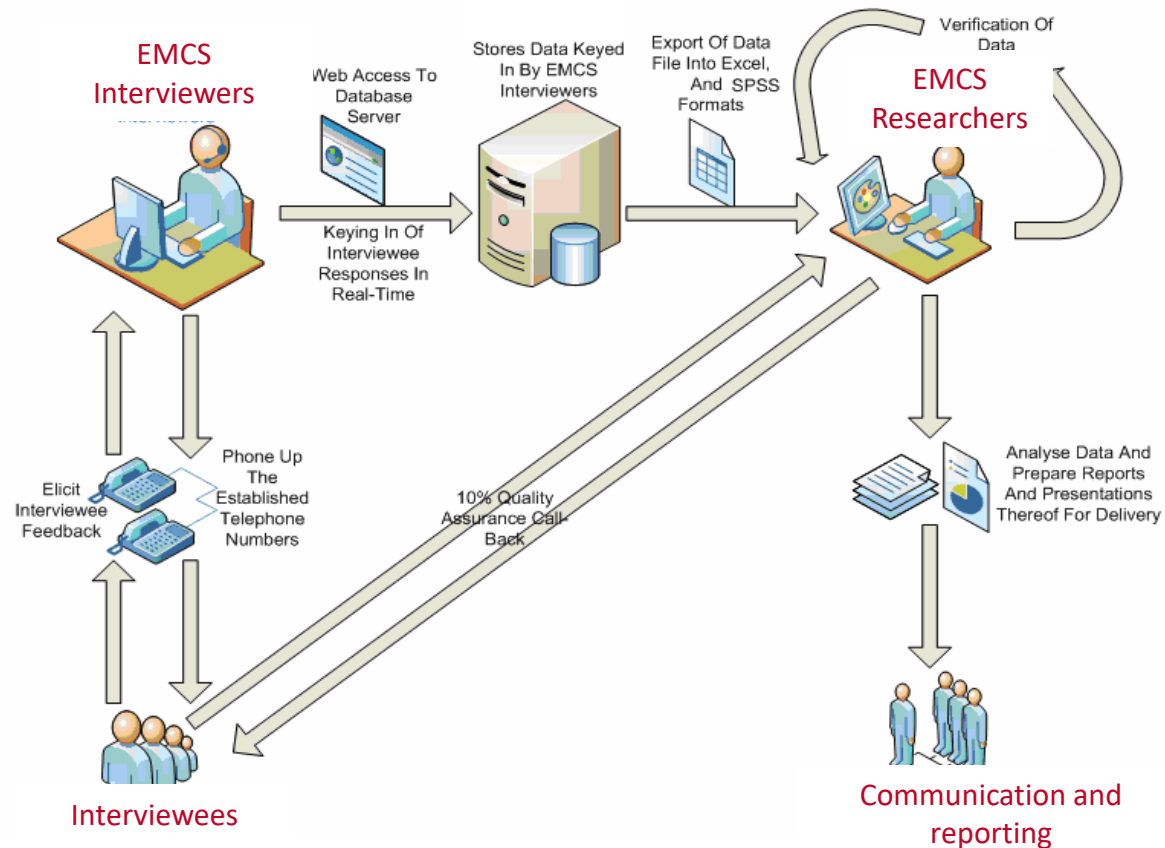 EMCS
Interviewers
Web Access To
Database
Server
Keying In Of
Interviewee
Responses In
Real-Time
Stores Data Keyed
In By EMCS
Interviewers
Export Of Data
File Into Excel,
And SPSS
Formats
Verification Of
Data
EMCS
Researchers
Elicit
Interviewee
Feedback
Phone Up
The
Established
Telephone
Numbers
10% Quality
Assurance Call-
Back
Analyse Data And
Prepare Reports
And Presentations
Thereof For Delivery
Interviewees
Communication and
reporting